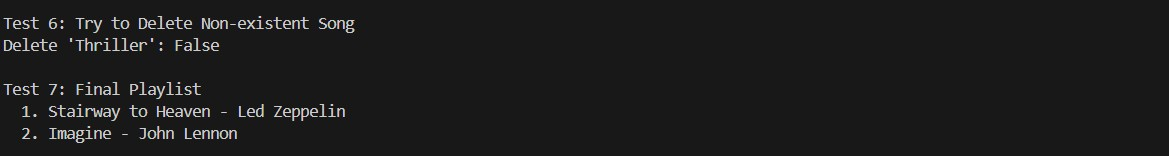 Test 6: Try to Delete Non-existent Song
Delete 'Thriller': False
Test 7: Final Playlist
1. Stairway to Heaven - Led Zeppelin
2. Imagine - John Lennon